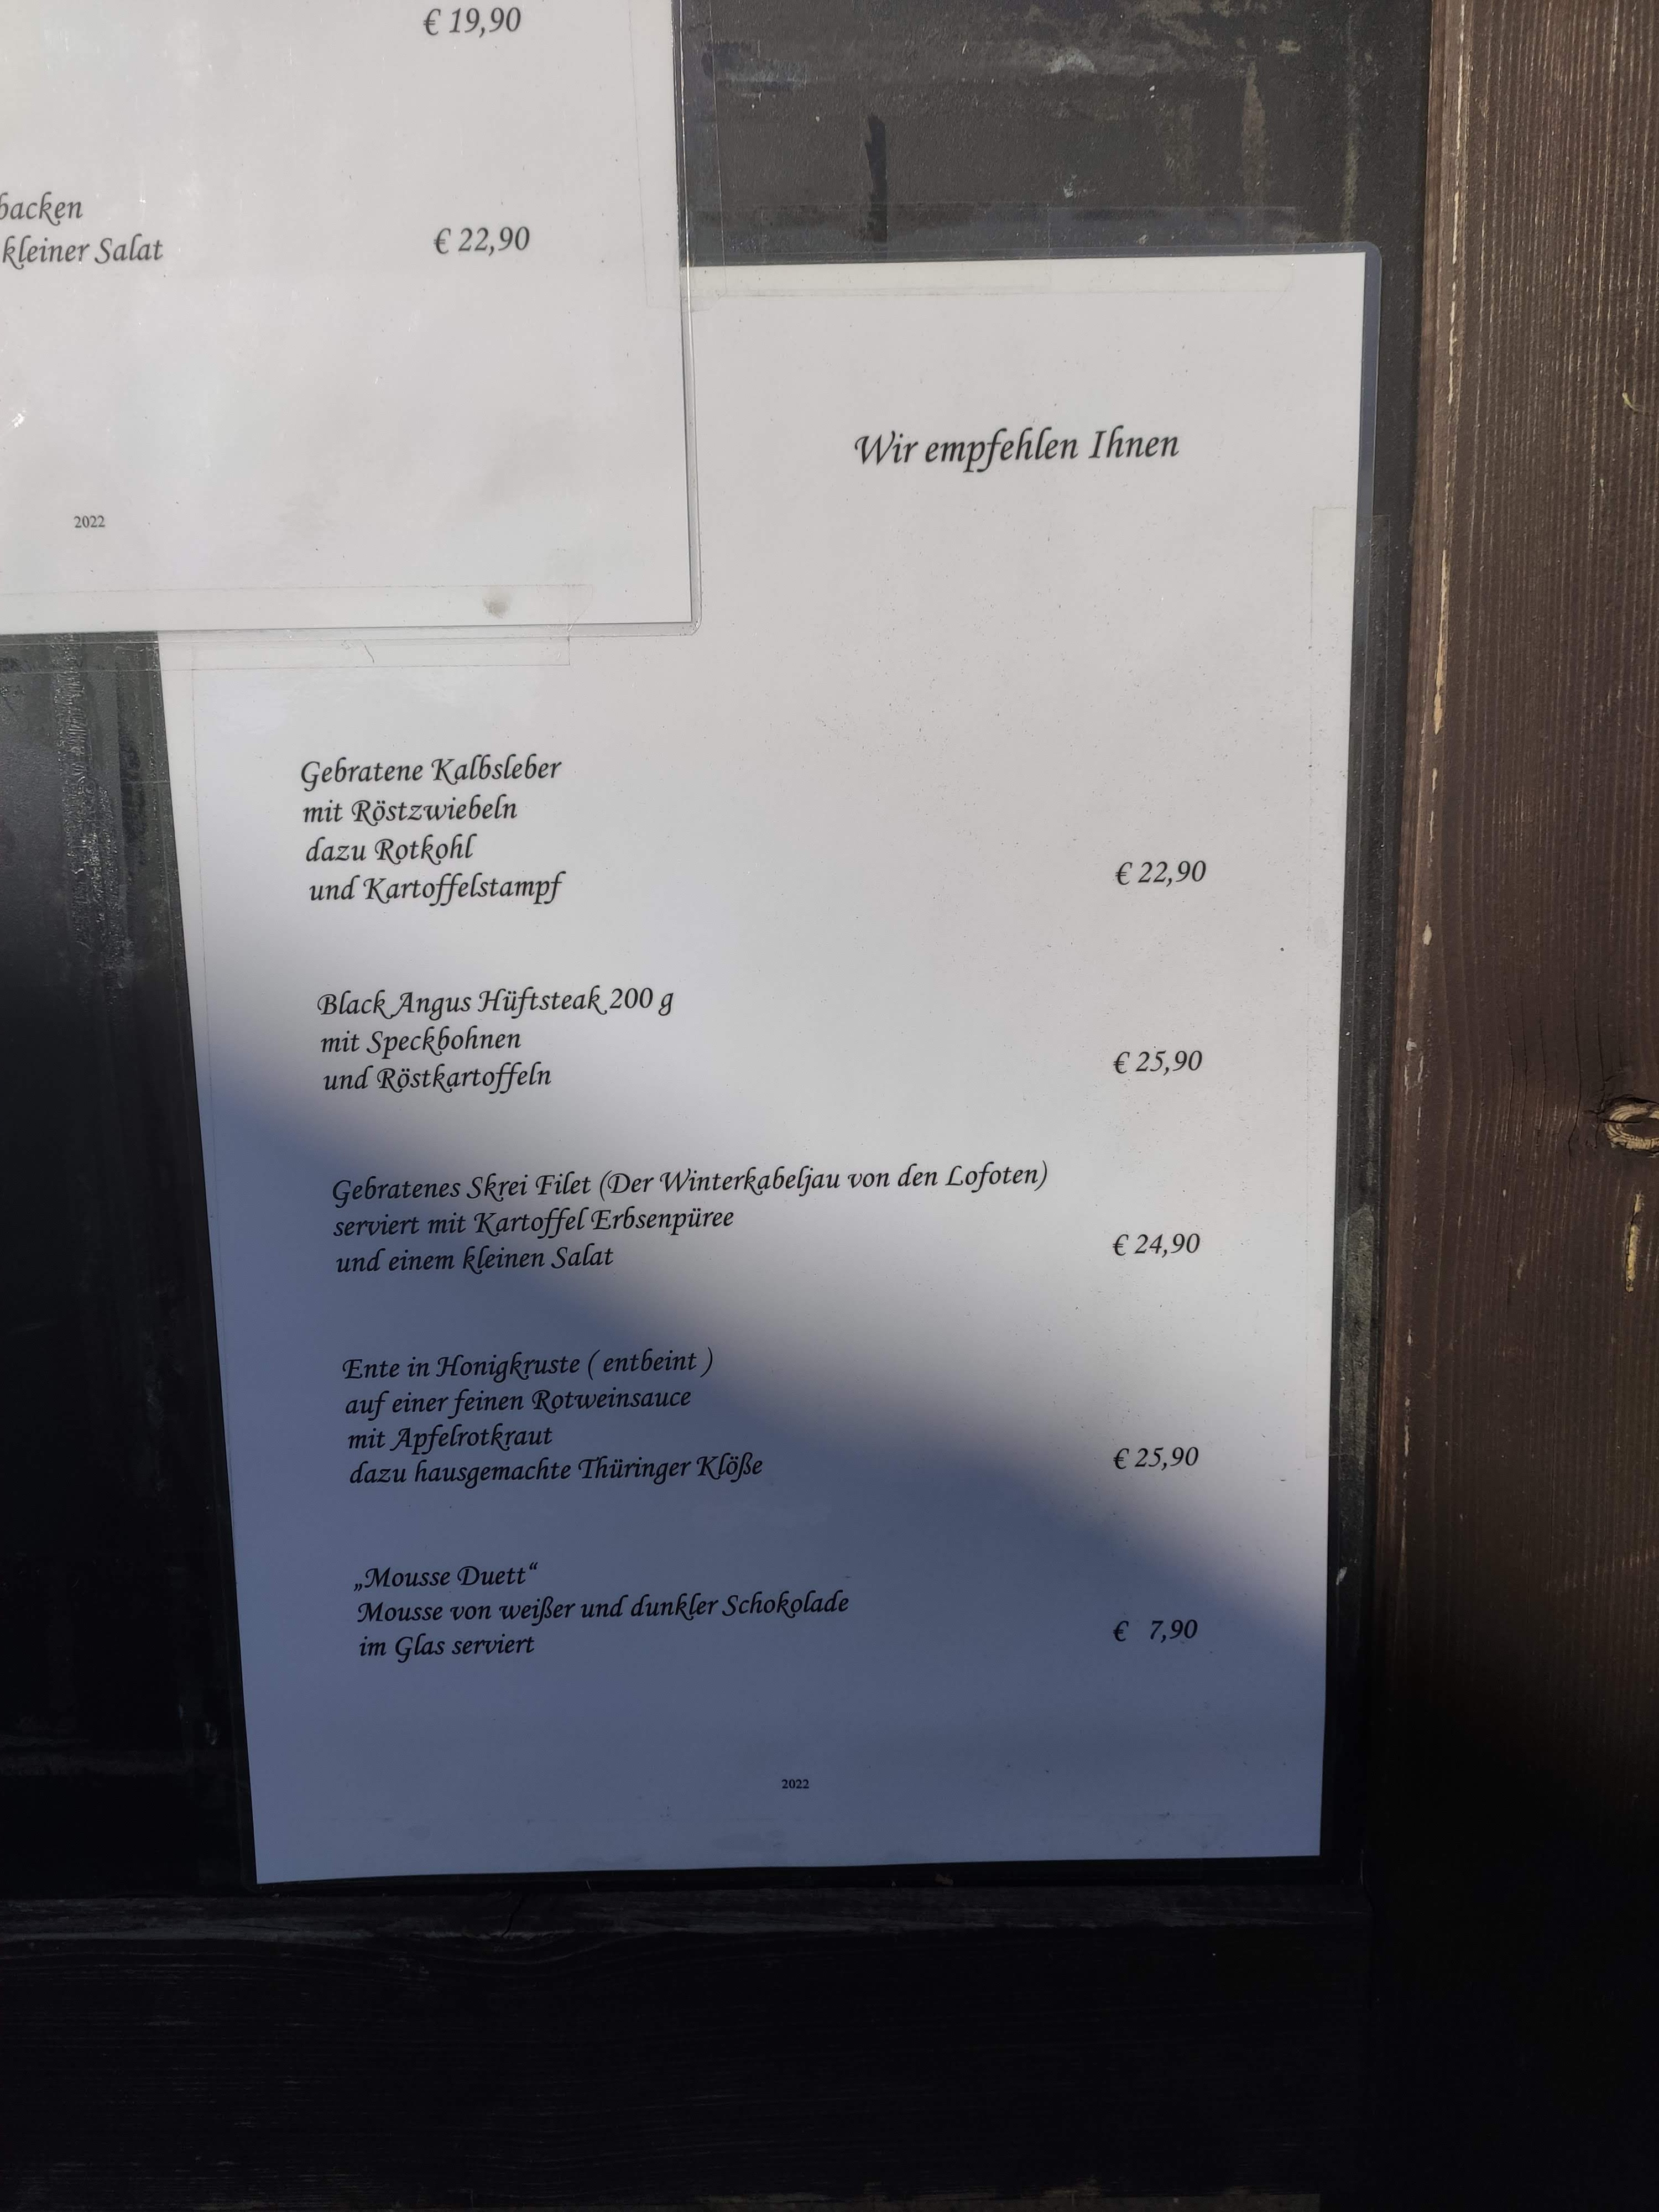 € 19,90
backen
kleiner Salat € 22,90
2022
Wir empfehlen Ihnen
Gebratene Kalbsleber
mit Röstzwiebeln
dazu Rotkohl
und Kartoffelstampf € 22,90
Black Angus Hüftsteak 200 g
mit Speckbohnen
und Röstkartoffeln € 25,90
Gebratenes Skrei Filet (Der Winterkabeljau von den Lofoten)
serviert mit Kartoffel Erbsenpüree
und einem kleinen Salat € 24,90
Ente in Honigkruste ( entbeint )
auf einer feinen Rotweinsauce
mit Apfelrotkraut
dazu hausgemachte Thüringer Klöße € 25,90
„Mousse Duett“
Mousse von weißer und dunkler Schokolade
im Glas serviert € 7,90
2022